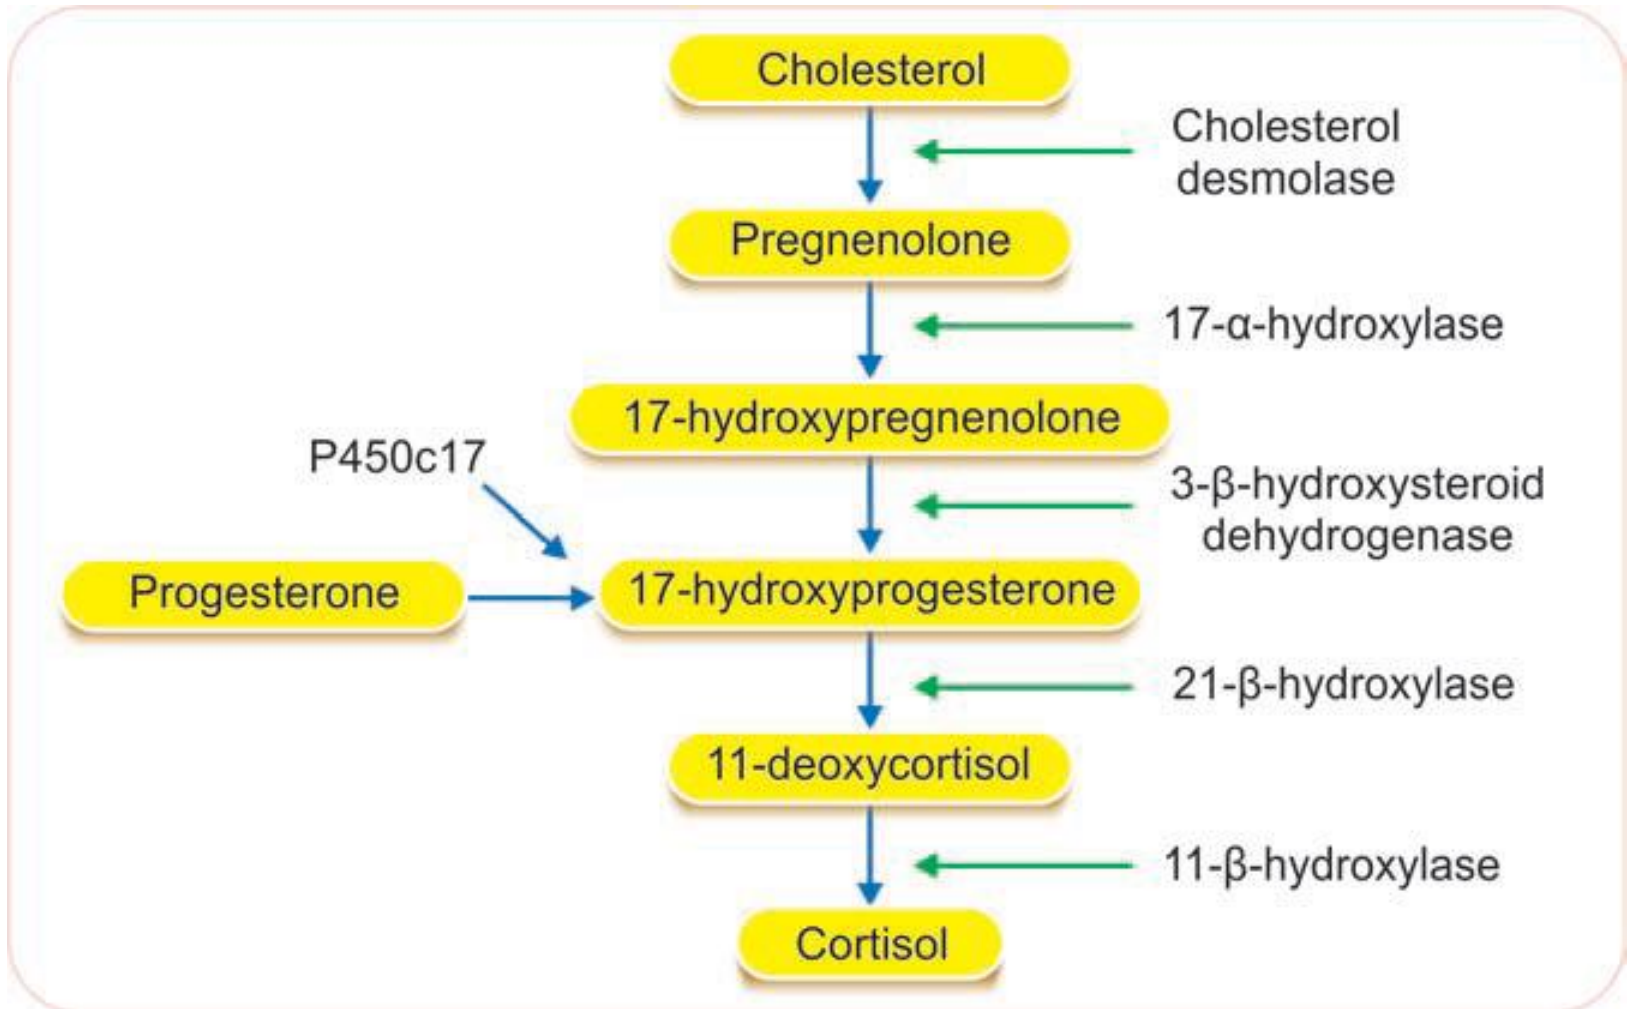 Cholesterol
Cholesterol
desmolase
Pregnenolone
17-α-hydroxylase
17-hydroxypregnenolone
P450c17
3-β-hydroxysteroid
dehydrogenase
Progesterone
17-hydroxyprogesterone
21-β-hydroxylase
11-deoxycortisol
11-β-hydroxylase
Cortisol